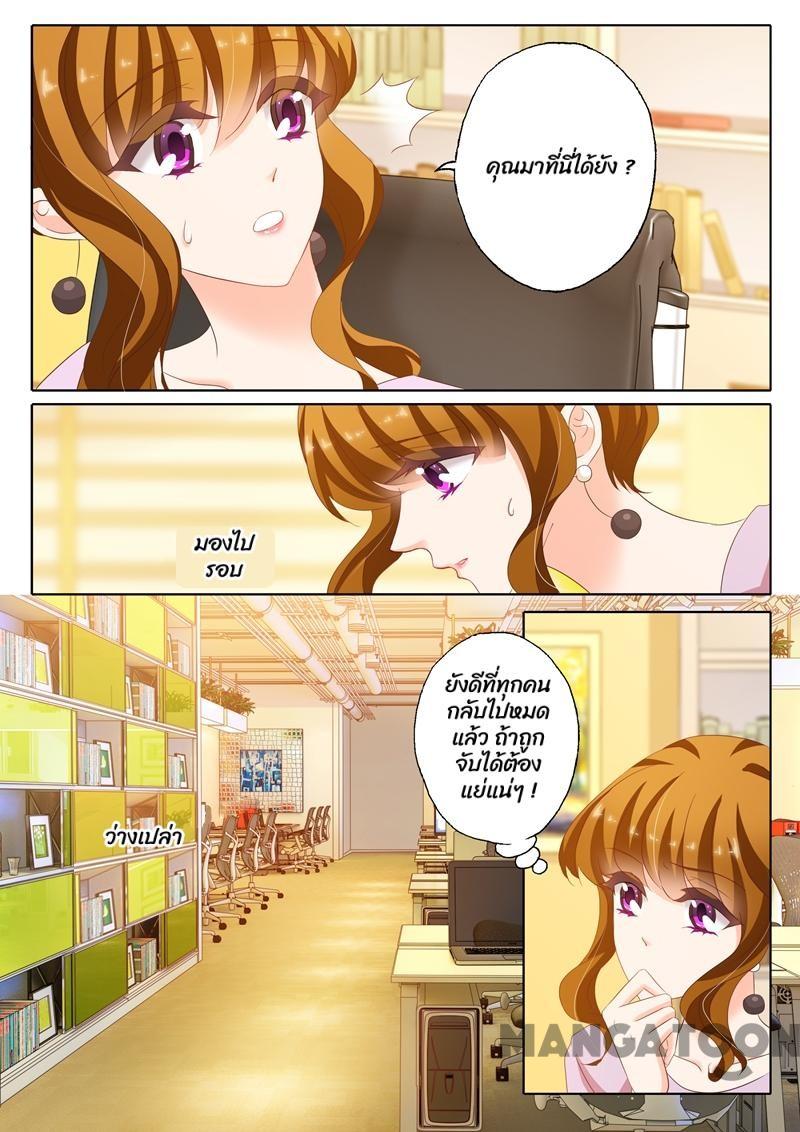 คุณมาที่นี่ได้ยัง ?
มองไป
รอบ
ยังดีที่ทุกคน
กลับไปหมด
แล้ว ถ้าถูก
จับได้ต้อง
แย่แน่ๆ !
ว่างเปล่า
MANGATOON